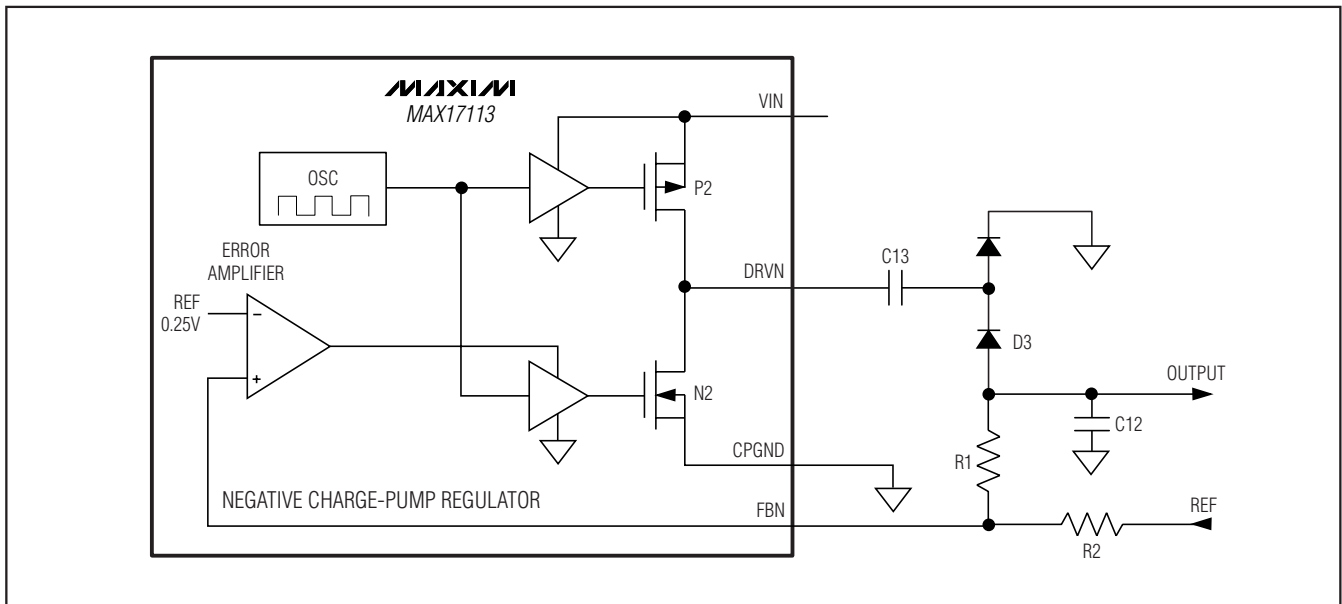 MAXIM
MAX17113
VIN
OSC
P2
ERROR
AMPLIFIER
C13
DRVN
REF
0.25V
−
D3
OUTPUT
+
N2
C12
CPGND
R1
NEGATIVE CHARGE-PUMP REGULATOR
FBN
REF
R2